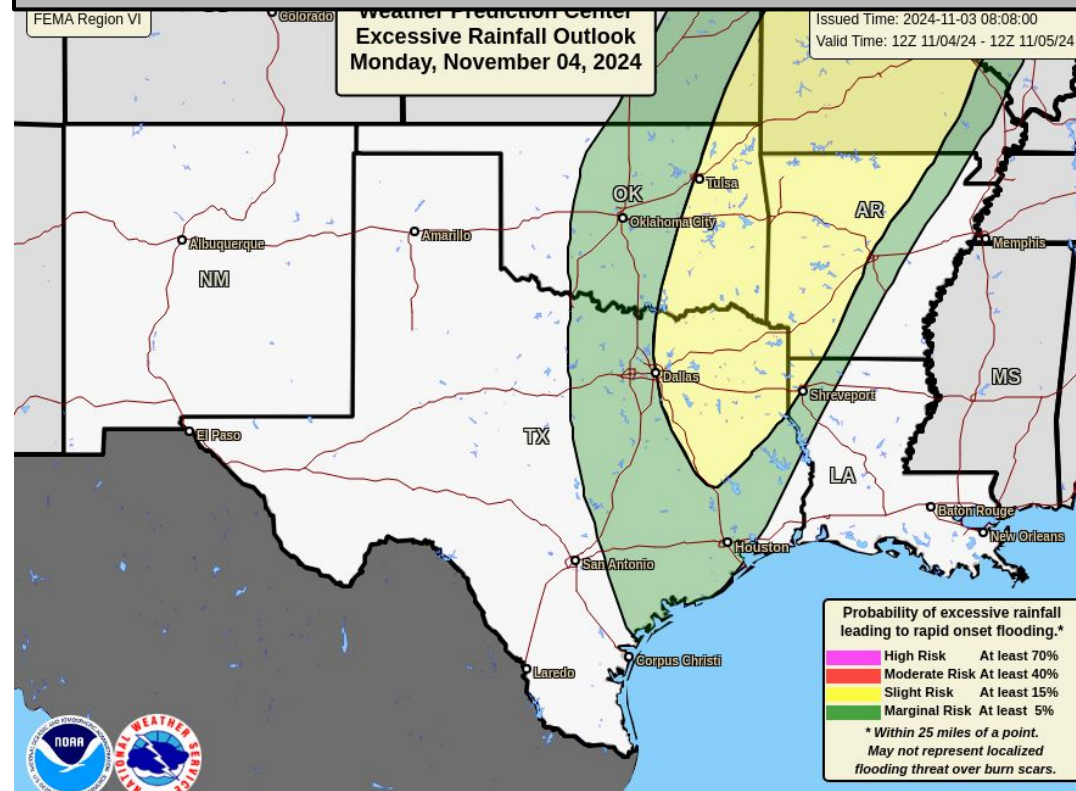 FEMA Region VI
Weather Prediction Center
Excessive Rainfall Outlook
Monday, November 04, 2024
Issued Time: 2024-11-03 08:08:00
Valid Time: 12Z 11/04/24 - 12Z 11/05/24
Colorado
Tulsa
OK
Oklahoma City
AR
Albuquerque
Amarillo
Memphis
NM
Dallas
MS
Shreveport
El Paso
TX
LA
Baton Rouge
New Orleans
Houston
San Antonio
Corpus Christi
Laredo
Probability of excessive rainfall
leading to rapid onset flooding.*
High Risk At least 70%
Moderate Risk At least 40%
Slight Risk At least 15%
Marginal Risk At least 5%
* Within 25 miles of a point.
May not represent localized
flooding threat over burn scars.
NOAA
NATIONAL WEATHER SERVICE